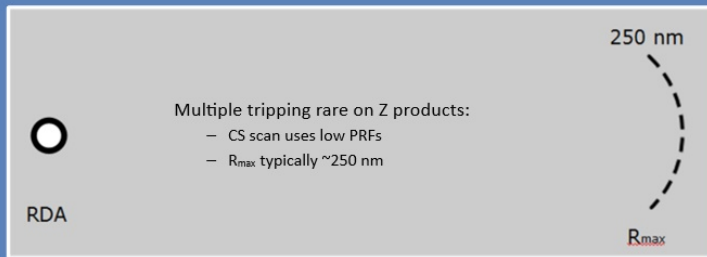 250 nm
Multiple tripping rare on Z products:
– CS scan uses low PRFs
– Rmax typically ~250 nm
RDA
Rmax